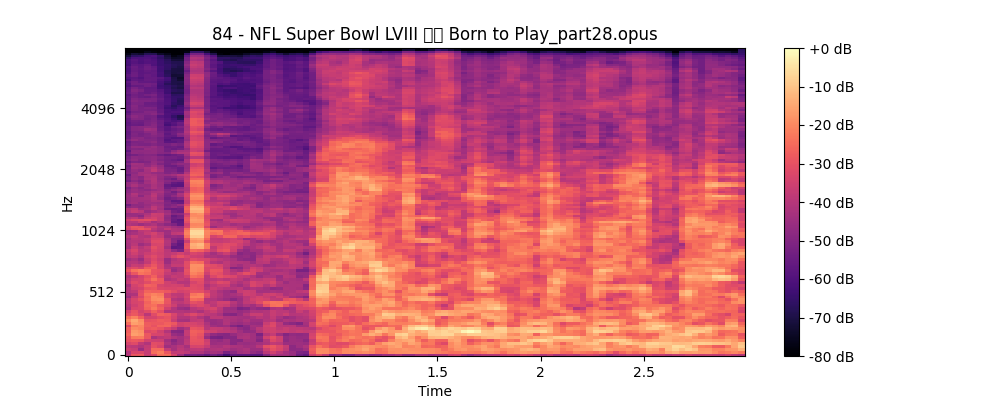 84 - NFL Super Bowl LVIII Born to Play_part28.opus
+0 dB
-10 dB
-20 dB
-30 dB
-40 dB
-50 dB
-60 dB
-70 dB
-80 dB
4096
2048
1024
512
0
Hz
0
0.5
1
1.5
2
2.5
Time